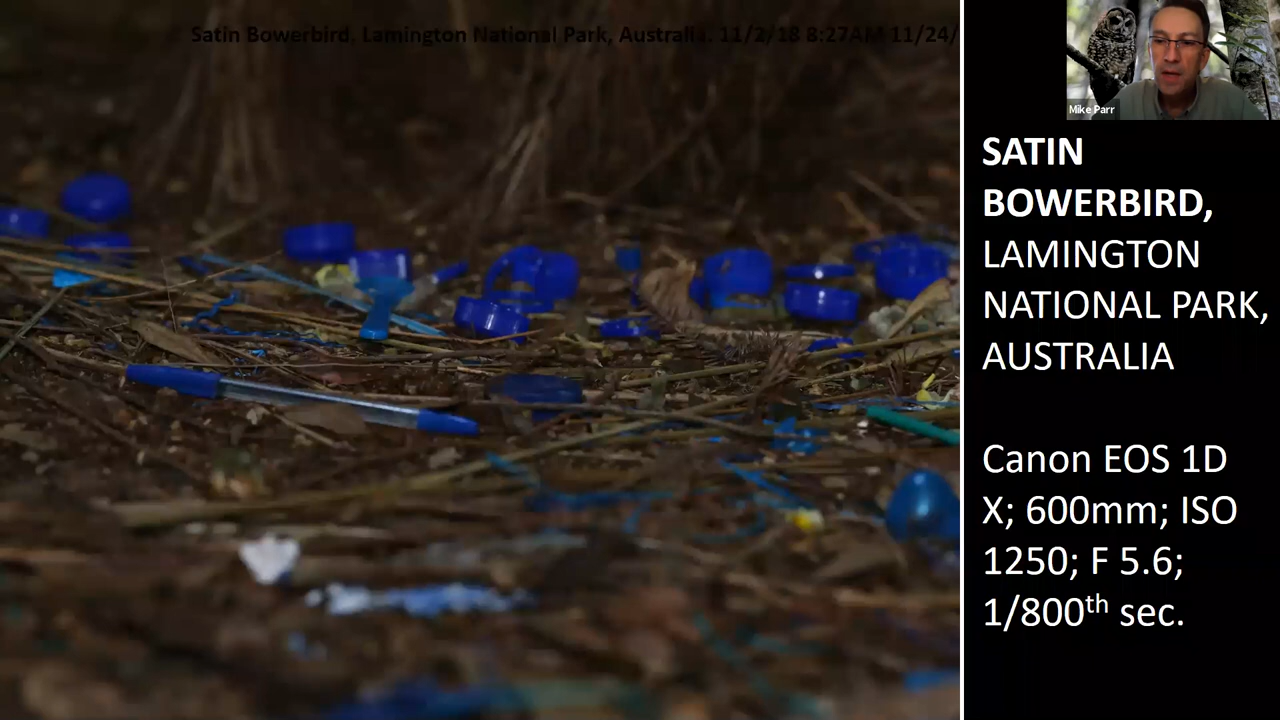 Satin Bowerbird, Lamington National Park, Australia, 11/2/18 8:27AM 11/24/
Mike Parr
SATIN
BOWERBIRD,
LAMINGTON
NATIONAL PARK,
AUSTRALIA
Canon EOS 1D
X; 600mm; ISO
1250; F 5.6;
1/800th sec.